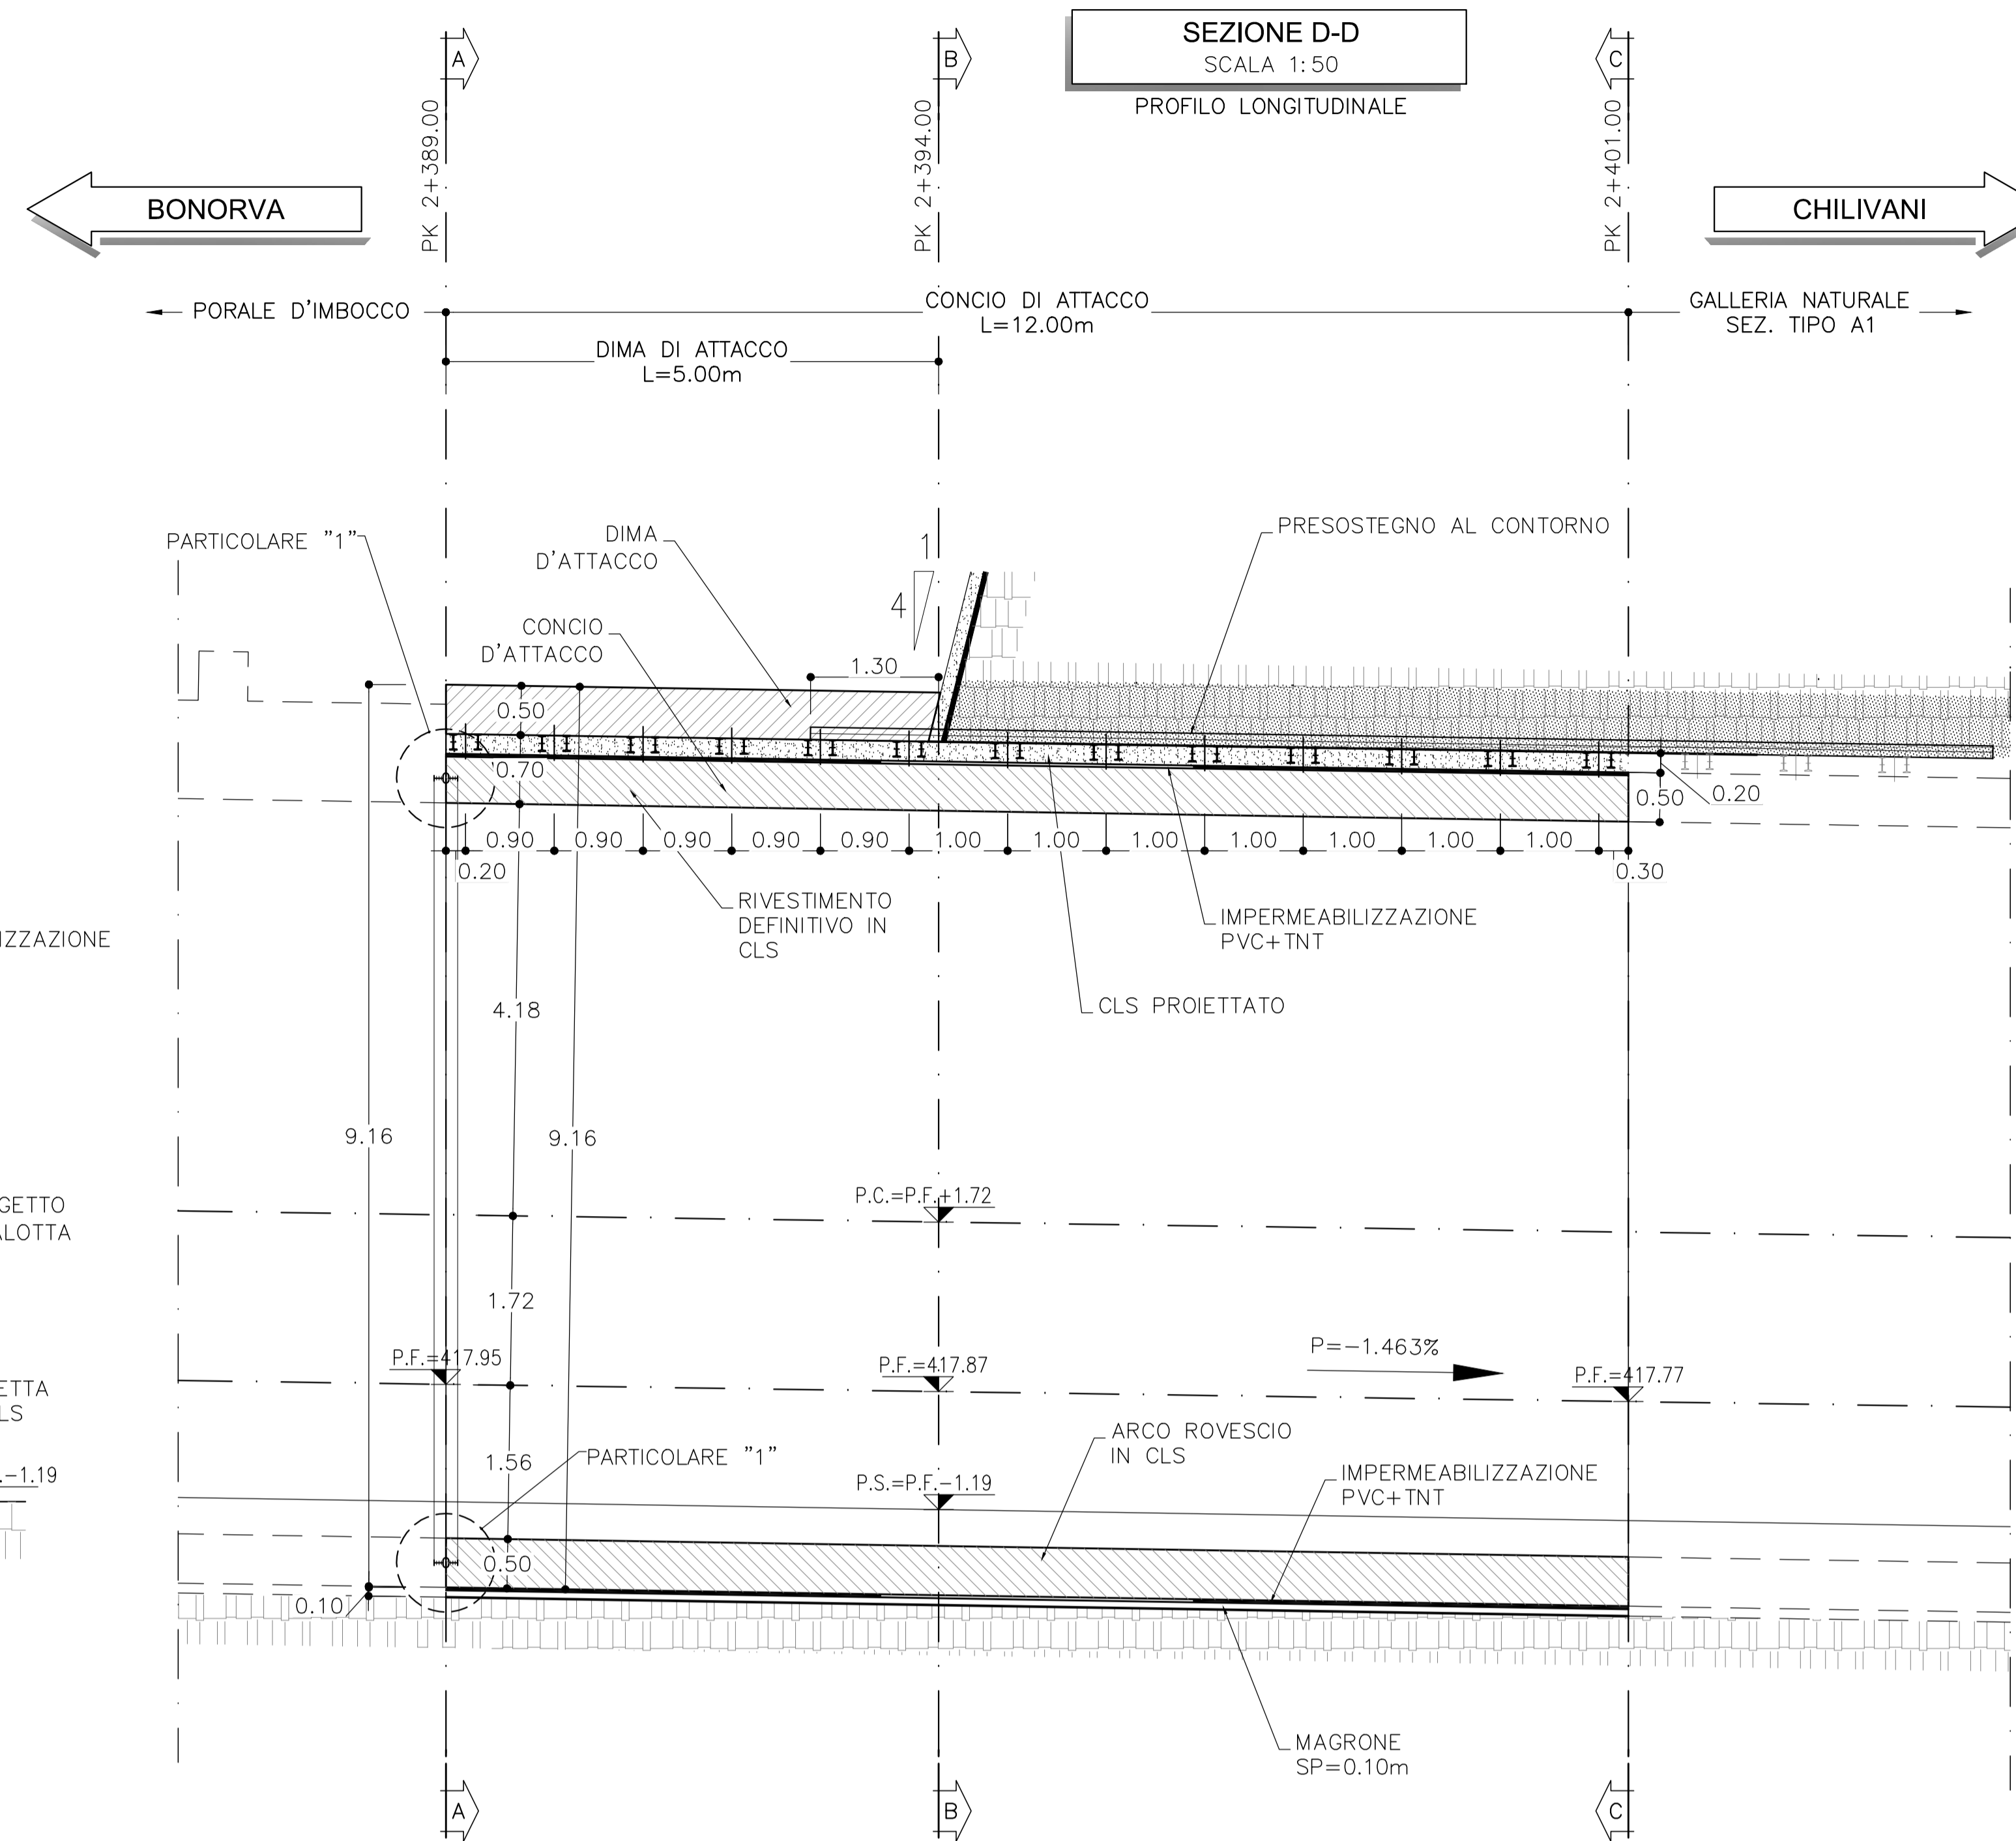 SEZIONE D-D
SCALA 1:50
PROFILO LONGITUDINALE
A
B
C
PK 2+389.00
PK 2+394.00
PK 2+401.00
BONORVA
CHILIVANI
PORALE D'IMBOCCO
CONCIO DI ATTACCO
L=12.00m
GALLERIA NATURALE
SEZ. TIPO A1
DIMA DI ATTACCO
L=5.00m
PARTICOLARE "1"
DIMA
D'ATTACCO
1
4
PRESOSTEGNO AL CONTORNO
CONCIO
D'ATTACCO
1.30
0.50
0.70
0.50
0.20
0.90
0.90
0.90
0.90
0.90
1.00
1.00
1.00
1.00
1.00
1.00
1.00
0.20
0.30
RIVESTIMENTO
DEFINITIVO IN
CLS
IMPERMEABILIZZAZIONE
PVC+TNT
IZZAZIONE
CLS PROIETTATO
4.18
9.16
9.16
P.C.=P.F.+1.72
GETTO
ALOTTA
1.72
P=-1.463%
P.F.=417.95
P.F.=417.87
P.F.=417.77
ETTA
LS
ARCO ROVESCIO
IN CLS
1.56
PARTICOLARE "1"
.-1.19
P.S.=P.F.-1.19
IMPERMEABILIZZAZIONE
PVC+TNT
0.50
0.10
MAGRONE
SP=0.10m
A
B
C